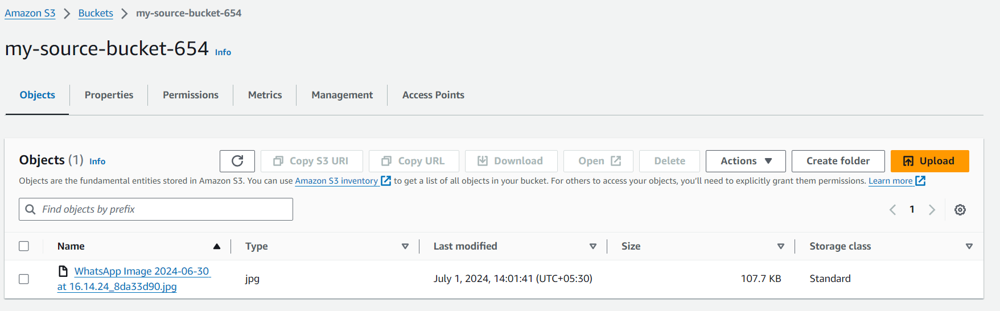 Amazon S3 > Buckets > my-source-bucket-654
my-source-bucket-654 Info
Objects Properties Permissions Metrics Management Access Points
Objects (1) Info Copy S3 URI Copy URL Download Open Delete Actions Create folder Upload
Objects are the fundamental entities stored in Amazon S3. You can use Amazon S3 inventory to get a list of all objects in your bucket. For others to access your objects, you'll need to explicitly grant them permissions. Learn more
Find objects by prefix 1
Name Type Last modified Size Storage class
WhatsApp Image 2024-06-30
at 16.14.24_8da33d90.jpg jpg July 1, 2024, 14:01:41 (UTC+05:30) 107.7 KB Standard